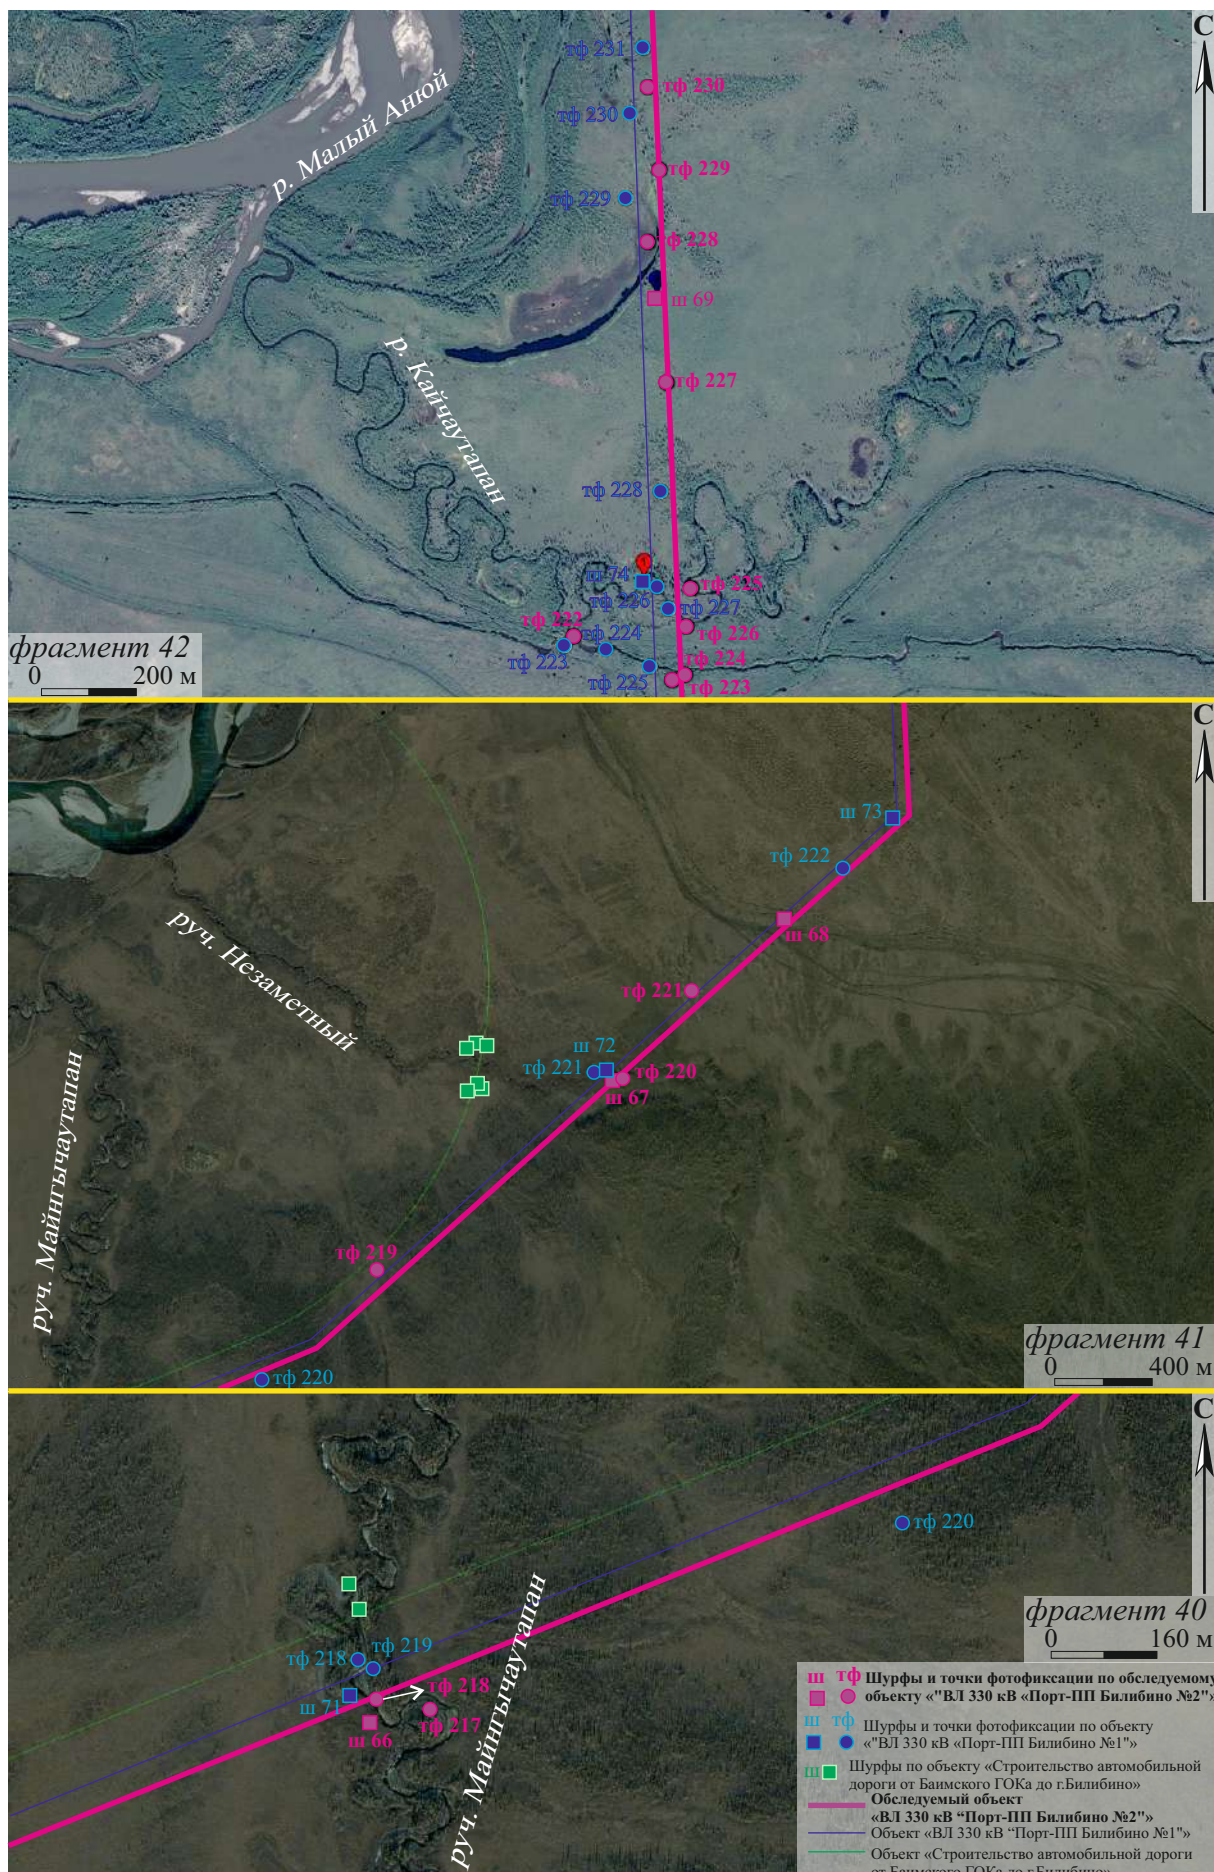 С
тф 231
тф 230
тф 230
р. Малый Анюй
тф 229
тф 229
тф 228
ш 69
р. Кайчаутапан
тф 227
тф 228
ш 74
тф 225
тф 226
тф 227
тф 222
тф 224
тф 226
тф 223
тф 224
тф 225
тф 223
фрагмент 42
0 200 м
С
ш 73
тф 222
ш 68
руч. Незаметный
тф 221
ш 72
тф 221
тф 220
ш 67
руч. Майнгычаутапан
тф 219
тф 220
фрагмент 41
0 400 м
С
тф 220
фрагмент 40
0 160 м
тф 219
тф 218
тф 218
ш 71
тф 217
ш 66
руч. Майнгычаутапан
ш тф Шурфы и точки фотофиксации по обследуемому
объекту «"ВЛ 330 кВ «Порт-ПП Билибино №2"»
ш тф Шурфы и точки фотофиксации по объекту
«"ВЛ 330 кВ «Порт-ПП Билибино №1"»
ш Шурфы по объекту «Строительство автомобильной
дороги от Баимского ГОКа до г.Билибино»
Обследуемый объект
«ВЛ 330 кВ “Порт-ПП Билибино №2"»
Объект «ВЛ 330 кВ “Порт-ПП Билибино №1"»
Объект «Строительство автомобильной дороги
от Баимского ГОКа до г.Билибино»